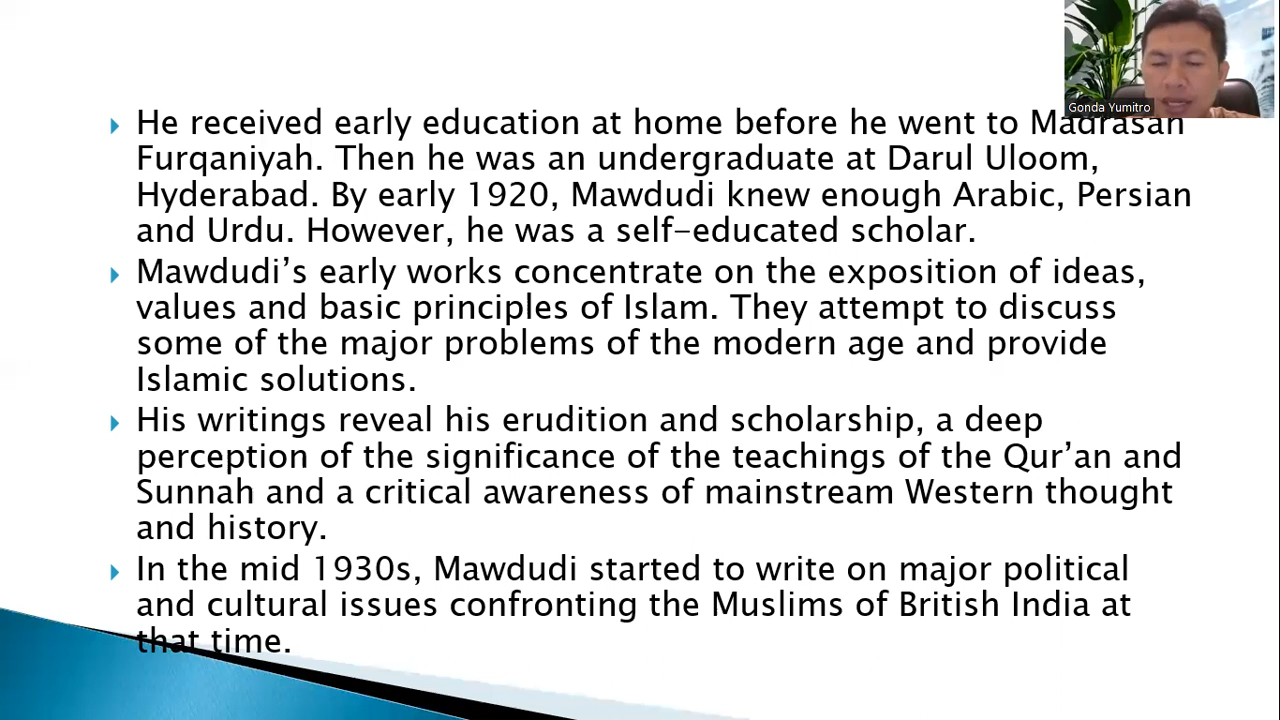 Gonda Yumitro
He received early education at home before he went to Madrasah
Furqaniyah. Then he was an undergraduate at Darul Uloom,
Hyderabad. By early 1920, Mawdudi knew enough Arabic, Persian
and Urdu. However, he was a self-educated scholar.
Mawdudi’s early works concentrate on the exposition of ideas,
values and basic principles of Islam. They attempt to discuss
some of the major problems of the modern age and provide
Islamic solutions.
His writings reveal his erudition and scholarship, a deep
perception of the significance of the teachings of the Qur’an and
Sunnah and a critical awareness of mainstream Western thought
and history.
In the mid 1930s, Mawdudi started to write on major political
and cultural issues confronting the Muslims of British India at
that time.